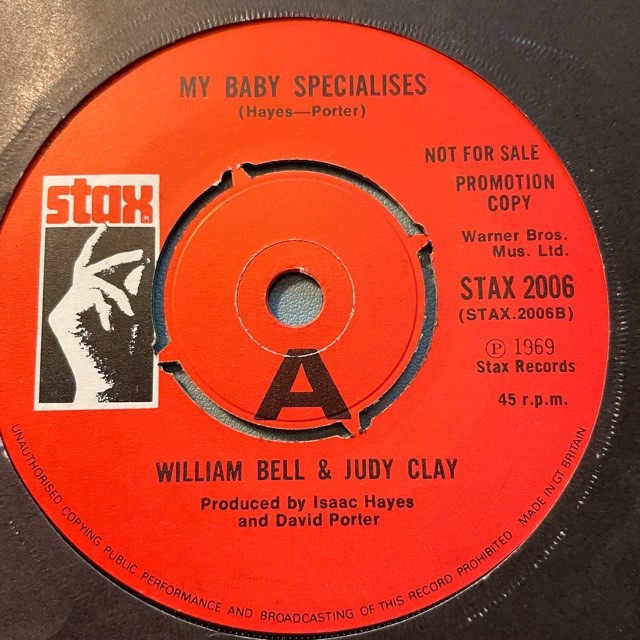 MY BABY SPECIALISES
(Hayes—Porter)
NOT FOR SALE
PROMOTION
COPY
stax
Warner Bros.
Mus. Ltd.
STAX 2006
(STAX.2006B)
Ⓟ 1969
Stax Records
45 r.p.m.
A
WILLIAM BELL & JUDY CLAY
Produced by Isaac Hayes
and David Porter
UNAUTHORISED COPYING PUBLIC PERFORMANCE AND BROADCASTING OF THIS RECORD PROHIBITED MADE IN GT BRITAIN